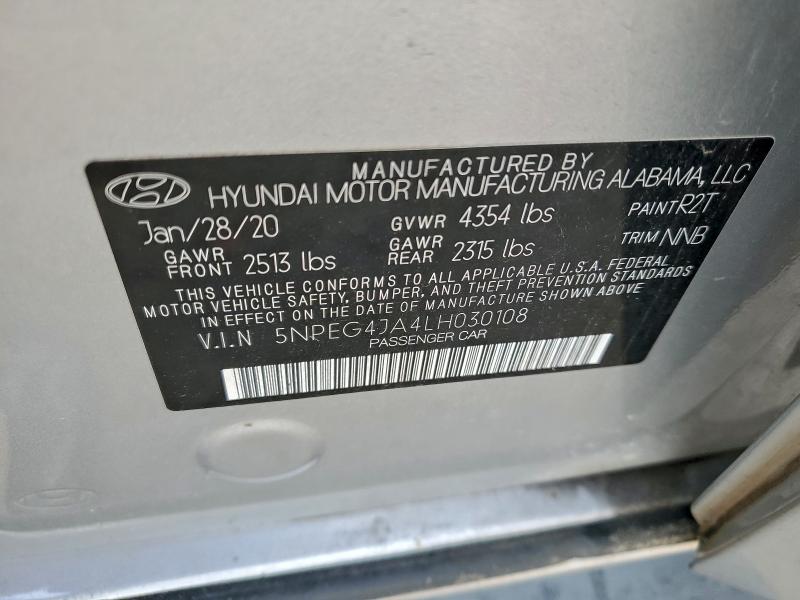 MANUFACTURED BY
HYUNDAI MOTOR MANUFACTURING ALABAMA, LLC
Jan/28/20 GVWR 4354 lbs PAINT R2T
GAWR FRONT 2513 lbs GAWR REAR 2315 lbs TRIM NNB
THIS VEHICLE CONFORMS TO ALL APPLICABLE U.S.A. FEDERAL
MOTOR VEHICLE SAFETY, BUMPER, AND THEFT PREVENTION STANDARDS
IN EFFECT ON THE DATE OF MANUFACTURE SHOWN ABOVE.
V.I.N 5NPEG4JA4LH030108
PASSENGER CAR